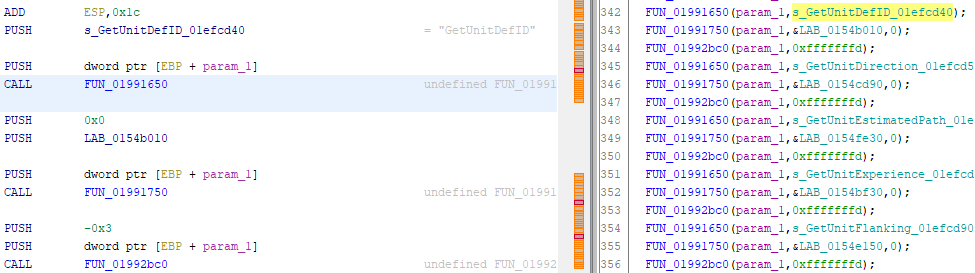 ADD ESP,0x1c
PUSH s_GetUnitDefID_01efcd40 = "GetUnitDefID"
PUSH dword ptr [EBP + param_1]
CALL FUN_01991650 undefined FUN_01991
PUSH 0x0
PUSH LAB_0154b010
PUSH dword ptr [EBP + param_1]
CALL FUN_01991750 undefined FUN_01991
PUSH -0x3
PUSH dword ptr [EBP + param_1]
CALL FUN_01992bc0 undefined FUN_01992
342 FUN_01991650(param_1,s_GetUnitDefID_01efcd40);
343 FUN_01991750(param_1,&LAB_0154b010,0);
344 FUN_01992bc0(param_1,0xfffffffd);
345 FUN_01991650(param_1,s_GetUnitDirection_01efcd5
346 FUN_01991750(param_1,&LAB_0154cd90,0);
347 FUN_01992bc0(param_1,0xfffffffd);
348 FUN_01991650(param_1,s_GetUnitEstimatedPath_01e
349 FUN_01991750(param_1,&LAB_0154fe30,0);
350 FUN_01992bc0(param_1,0xfffffffd);
351 FUN_01991650(param_1,s_GetUnitExperience_01efcd
352 FUN_01991750(param_1,&LAB_0154bf30,0);
353 FUN_01992bc0(param_1,0xfffffffd);
354 FUN_01991650(param_1,s_GetUnitFlanking_01efcd90
355 FUN_01991750(param_1,&LAB_0154e150,0);
356 FUN_01992bc0(param_1,0xfffffffd);